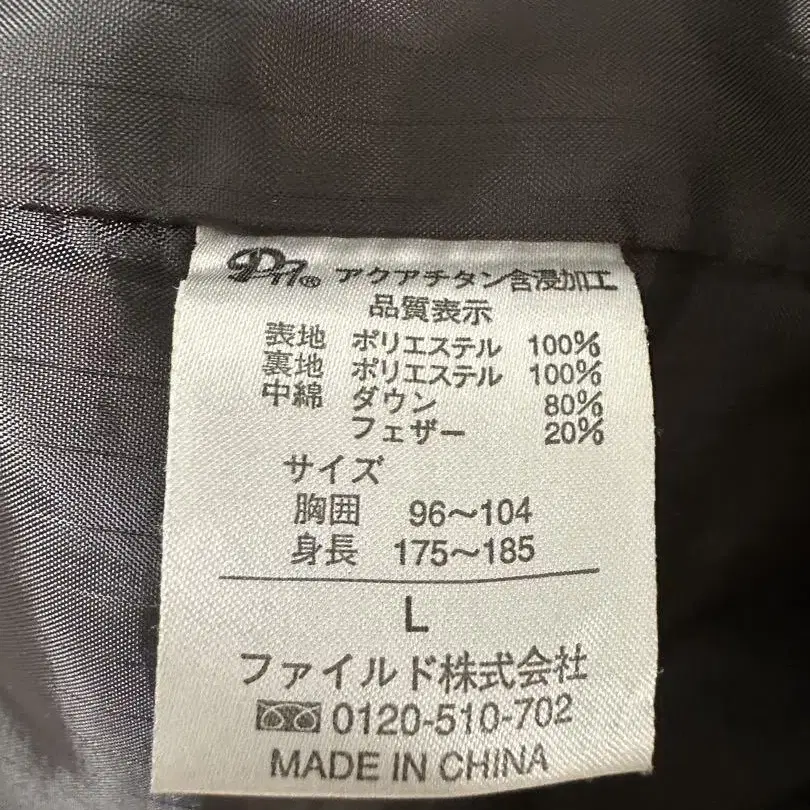 アクアチタン含浸加工
品質表示
表地 ポリエステル 100%
裏地 ポリエステル 100%
中綿 ダウン 80%
フェザー 20%
サイズ
胸囲 96〜104
身長 175〜185
L
ファイルド株式会社
0120-510-702
MADE IN CHINA